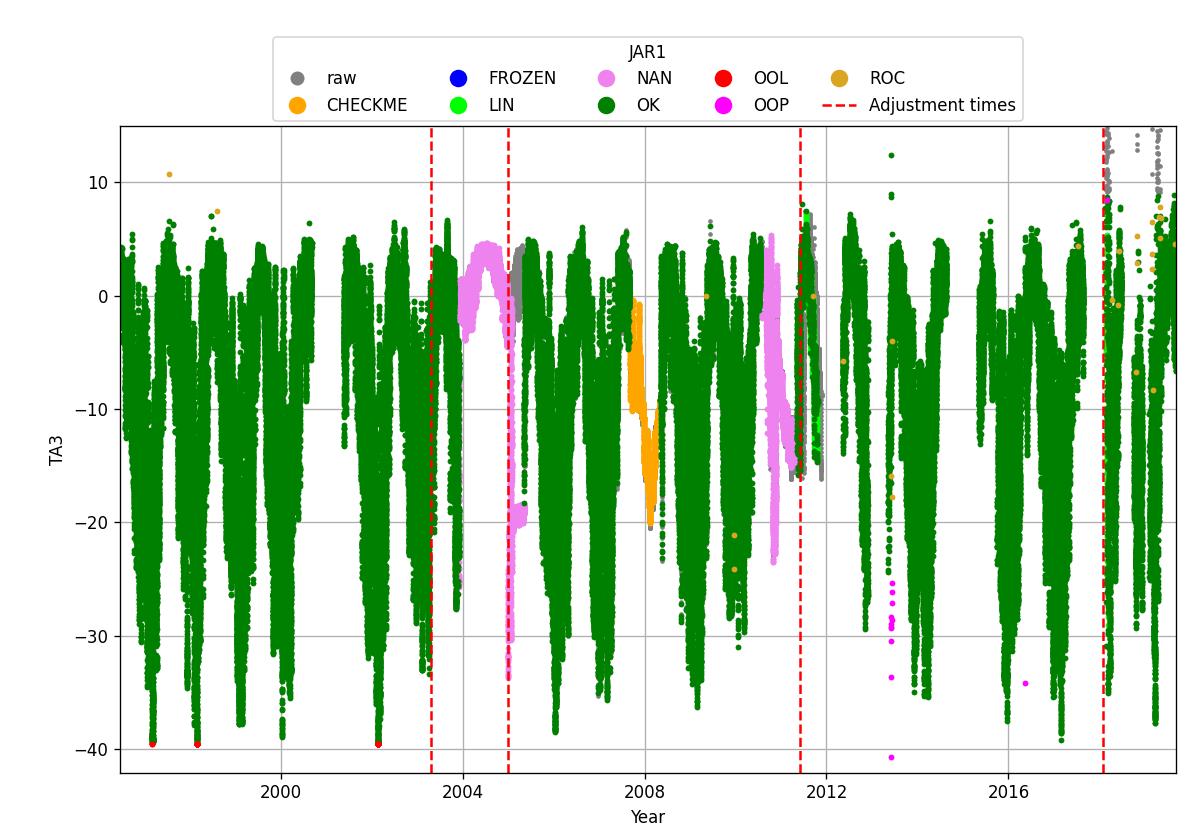 JAR1
raw FROZEN NAN OOL ROC
CHECKME LIN OK OOP Adjustment times
10
0
−10
−20
−30
−40
TA3
2000 2004 2008 2012 2016
Year